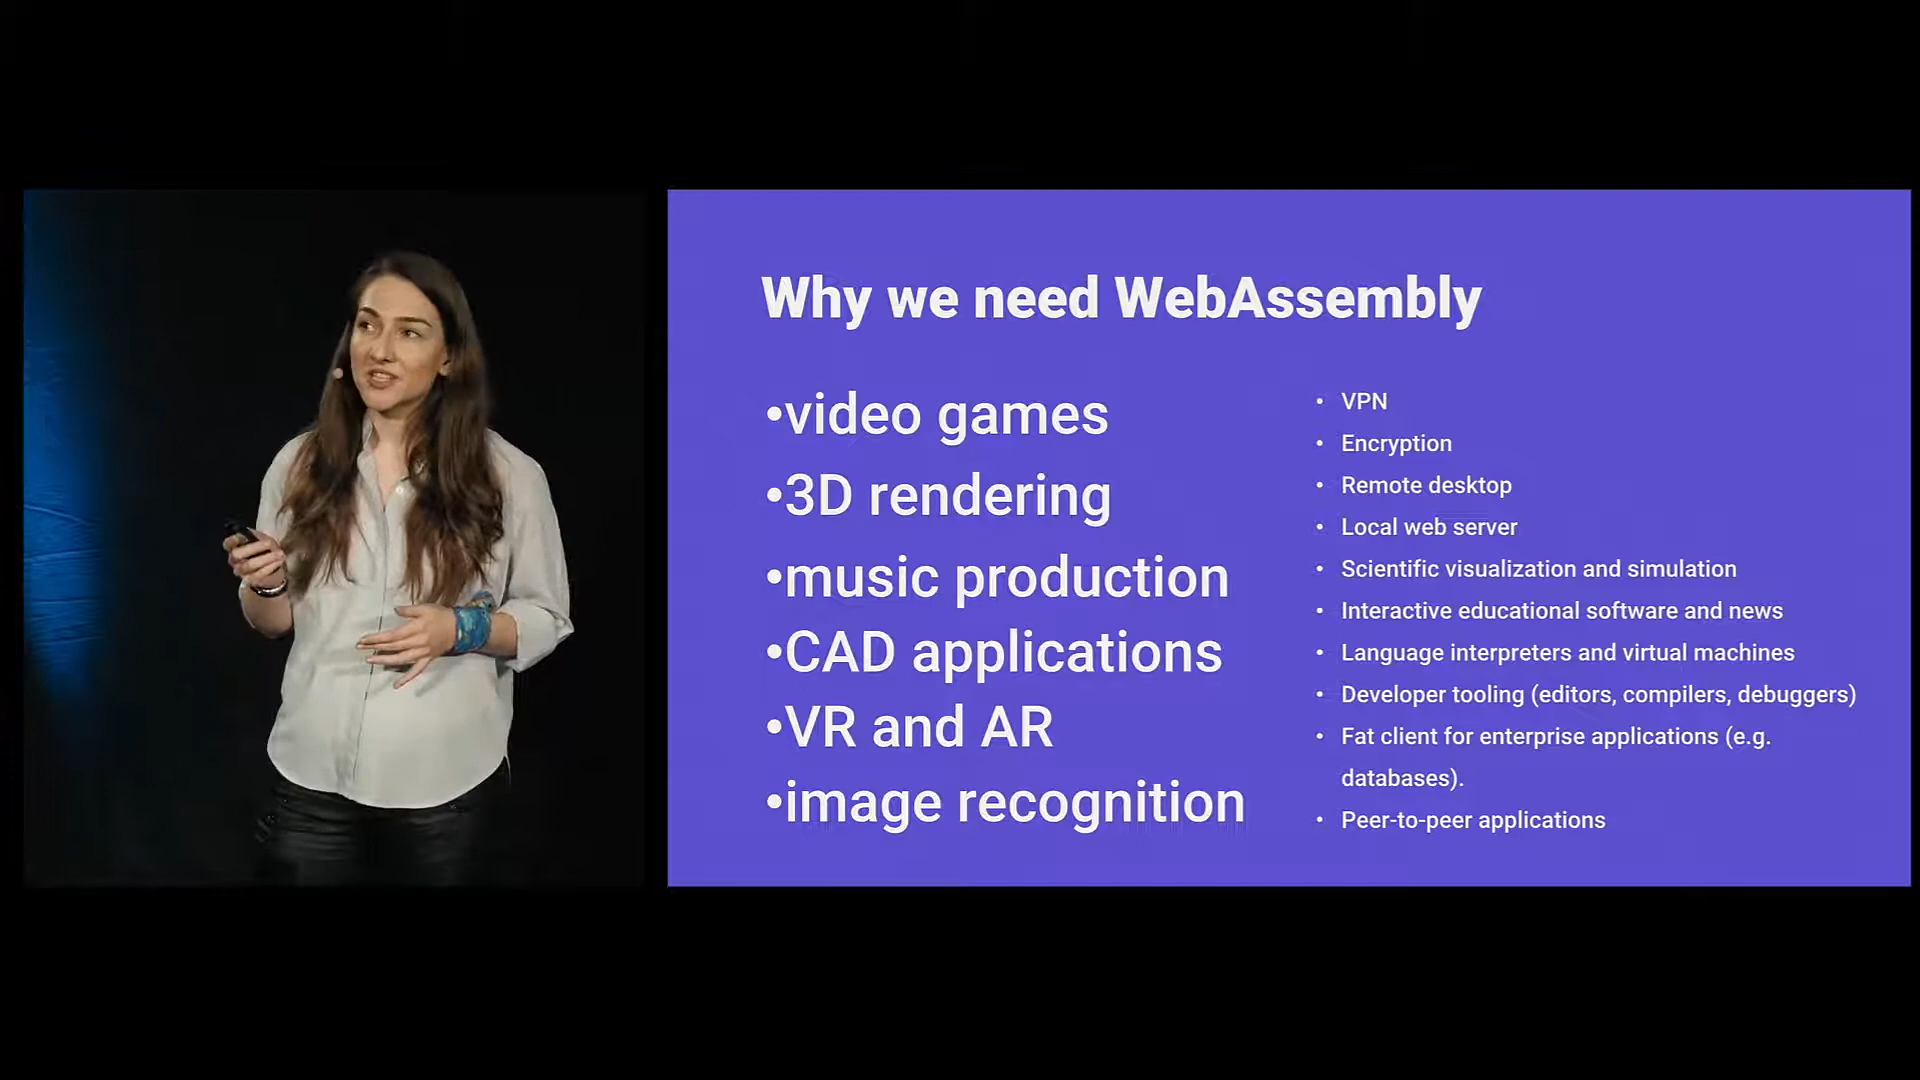 Why we need WebAssembly
•video games
•3D rendering
•music production
•CAD applications
•VR and AR
•image recognition
• VPN
• Encryption
• Remote desktop
• Local web server
• Scientific visualization and simulation
• Interactive educational software and news
• Language interpreters and virtual machines
• Developer tooling (editors, compilers, debuggers)
• Fat client for enterprise applications (e.g.
databases).
• Peer-to-peer applications